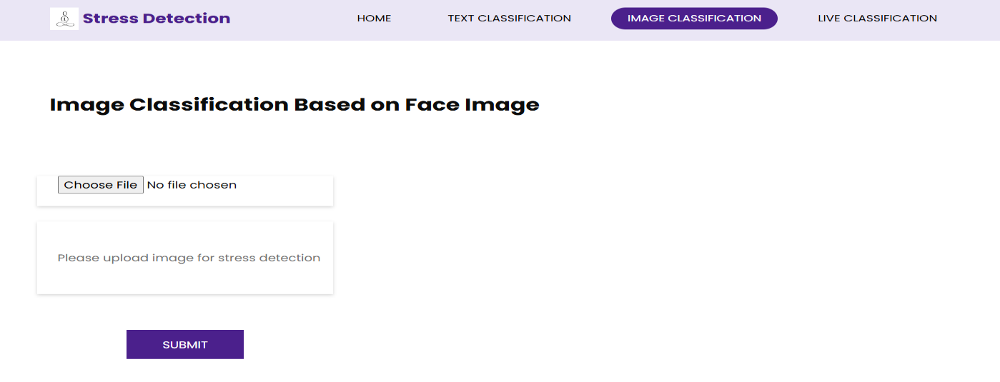 Stress Detection HOME TEXT CLASSIFICATION IMAGE CLASSIFICATION LIVE CLASSIFICATION
Image Classification Based on Face Image
Choose File No file chosen
Please upload image for stress detection
SUBMIT